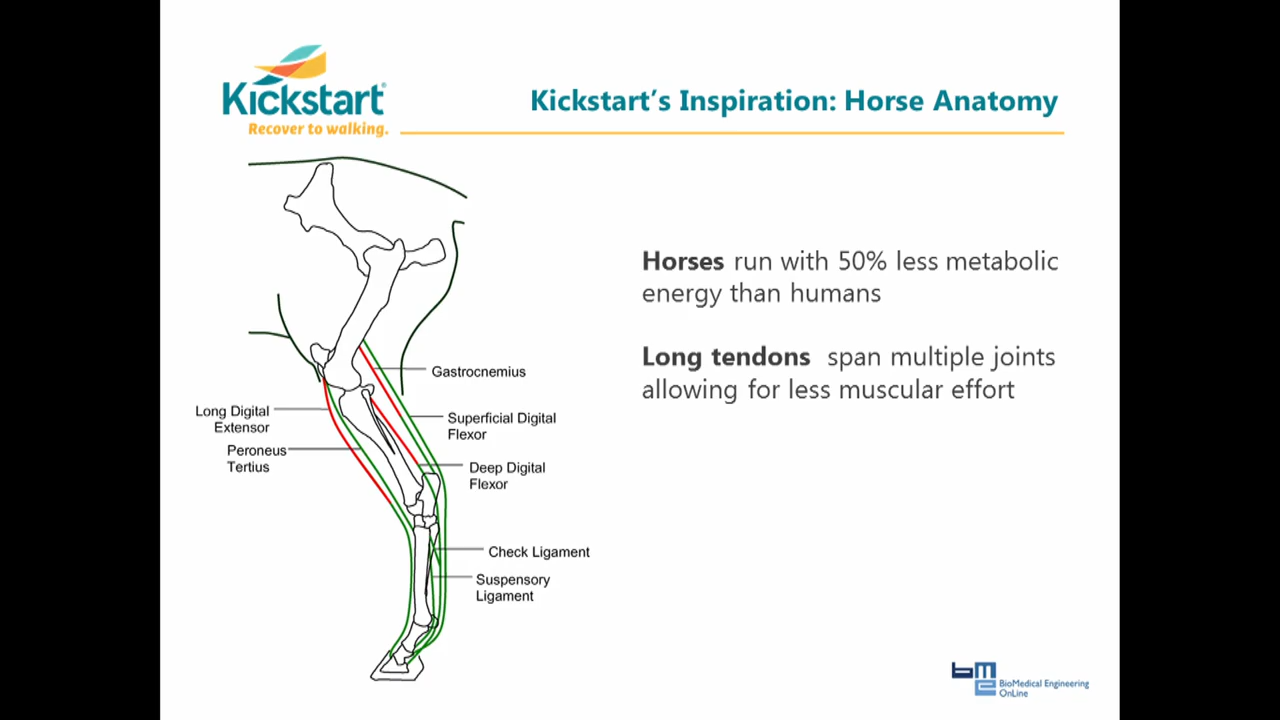 Kickstart®
Recover to walking.
Kickstart's Inspiration: Horse Anatomy
Horses run with 50% less metabolic
energy than humans
Long tendons span multiple joints
allowing for less muscular effort
Gastrocnemius
Long Digital
Extensor
Superficial Digital
Flexor
Peroneus
Tertius
Deep Digital
Flexor
Check Ligament
Suspensory
Ligament
bme
BioMedical Engineering
OnLine